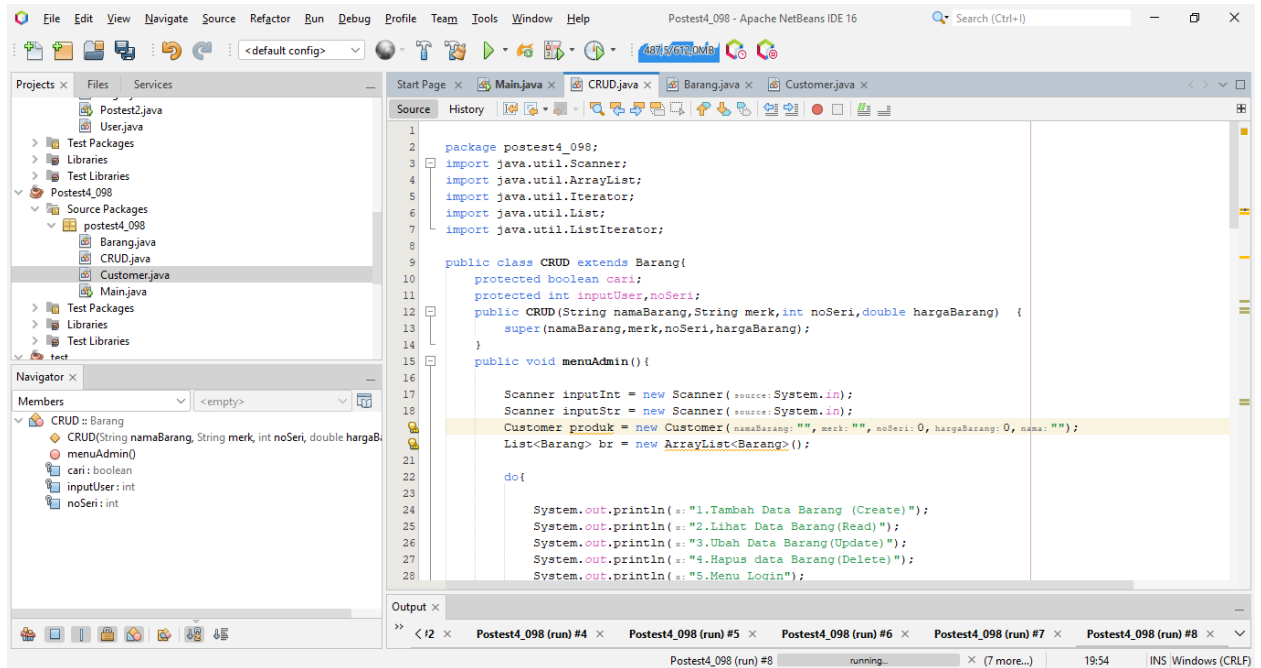 File Edit View Navigate Source Refactor Run Debug Profile Team Tools Window Help Postest4_098 - Apache NetBeans IDE 16 Search (Ctrl+I)
<default config> 487,5/612,0MB
Projects × Files Services
Postest2.java
User.java
Test Packages
Libraries
Test Libraries
Postest4_098
Source Packages
postest4_098
Barang.java
CRUD.java
Customer.java
Main.java
Test Packages
Libraries
Test Libraries
test
Navigator ×
Members <empty>
CRUD :: Barang
CRUD(String namaBarang, String merk, int noSeri, double hargaBa
menuAdmin()
cari : boolean
inputUser : int
noSeri : int
Start Page × Main.java × CRUD.java × Barang.java × Customer.java ×
Source History
1
2 package postest4_098;
3 import java.util.Scanner;
4 import java.util.ArrayList;
5 import java.util.Iterator;
6 import java.util.List;
7 import java.util.ListIterator;
8
9 public class CRUD extends Barang{
10 protected boolean cari;
11 protected int inputUser,noSeri;
12 public CRUD(String namaBarang,String merk,int noSeri,double hargaBarang) {
13 super(namaBarang,merk,noSeri,hargaBarang);
14 }
15 public void menuAdmin(){
16
17 Scanner inputInt = new Scanner( source: System.in);
18 Scanner inputStr = new Scanner( source: System.in);
Customer produk = new Customer( namaBarang: "", merk: "", noSeri: 0, hargaBarang: 0, nama: "");
List<Barang> br = new ArrayList<Barang>();
21
22 do{
23
24 System.out.println( x: "1.Tambah Data Barang (Create)");
25 System.out.println( x: "2.Lihat Data Barang(Read)");
26 System.out.println( x: "3.Ubah Data Barang(Update)");
27 System.out.println( x: "4.Hapus data Barang(Delete)");
28 System.out.println( x: "5.Menu Login");
Output ×
#2 × Postest4_098 (run) #4 × Postest4_098 (run) #5 × Postest4_098 (run) #6 × Postest4_098 (run) #7 × Postest4_098 (run) #8 ×
Postest4_098 (run) #8 running... × (7 more...) 19:54 INS Windows (CRLF)